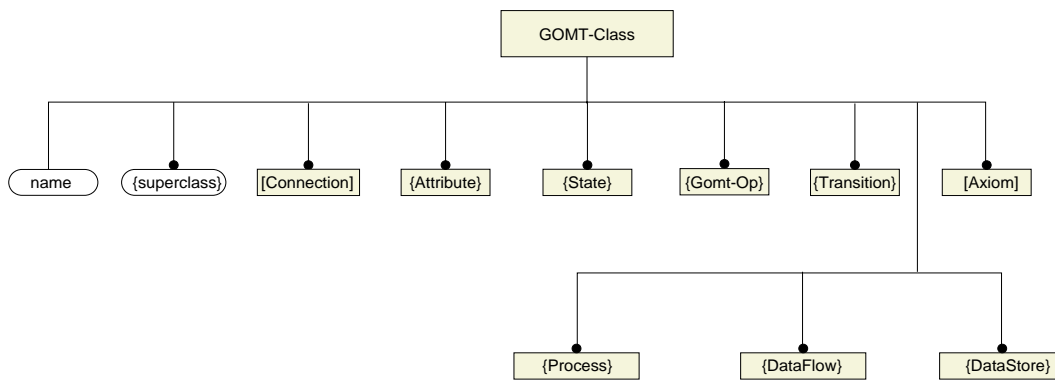 GOMT-Class
name
{superclass}
[Connection]
{Attribute}
{State}
{Gomt-Op}
{Transition}
[Axiom]
{Process}
{DataFlow}
{DataStore}